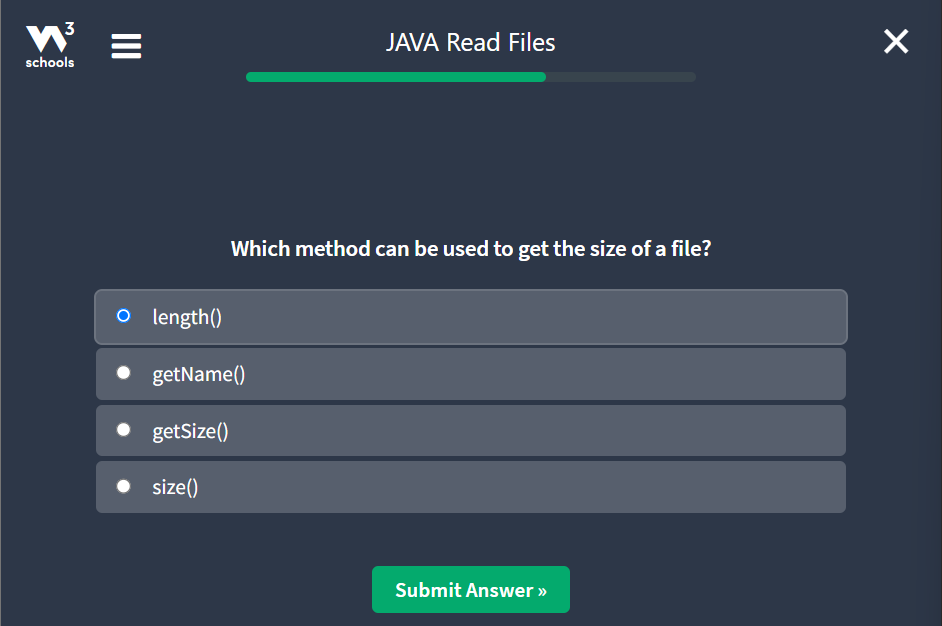 W3
schools
JAVA Read Files
Which method can be used to get the size of a file?
length()
getName()
getSize()
size()
Submit Answer »